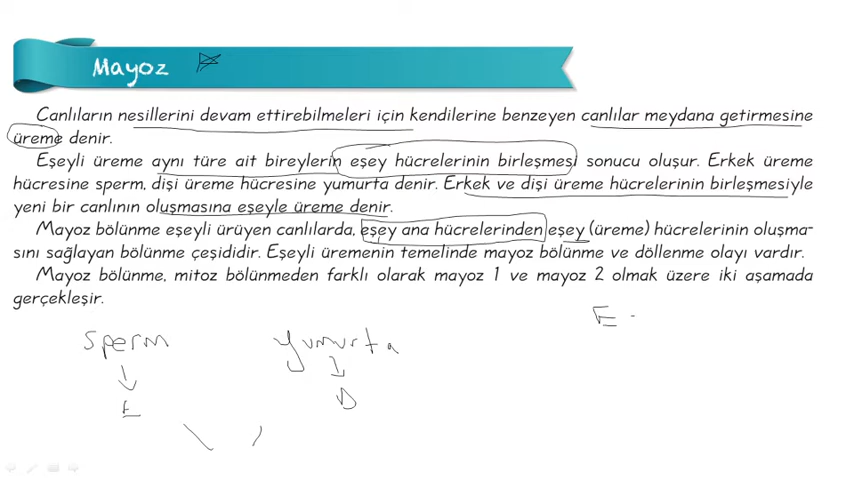 Mayoz
Canlıların nesillerini devam ettirebilmeleri için kendilerine benzeyen canlılar meydana getirmesine
üreme denir.
Eşeyli üreme aynı türe ait bireylerin eşey hücrelerinin birleşmesi sonucu oluşur. Erkek üreme
hücresine sperm, dişi üreme hücresine yumurta denir. Erkek ve dişi üreme hücrelerinin birleşmesiyle
yeni bir canlının oluşmasına eşeyle üreme denir.
Mayoz bölünme eşeyli ürüyen canlılarda, eşey ana hücrelerinden eşey (üreme) hücrelerinin oluşma-
sını sağlayan bölünme çeşididir. Eşeyli üremenin temelinde mayoz bölünme ve döllenme olayı vardır.
Mayoz bölünme, mitoz bölünmeden farklı olarak mayoz 1 ve mayoz 2 olmak üzere iki aşamada
gerçekleşir.
E
sperm yumurta
E D